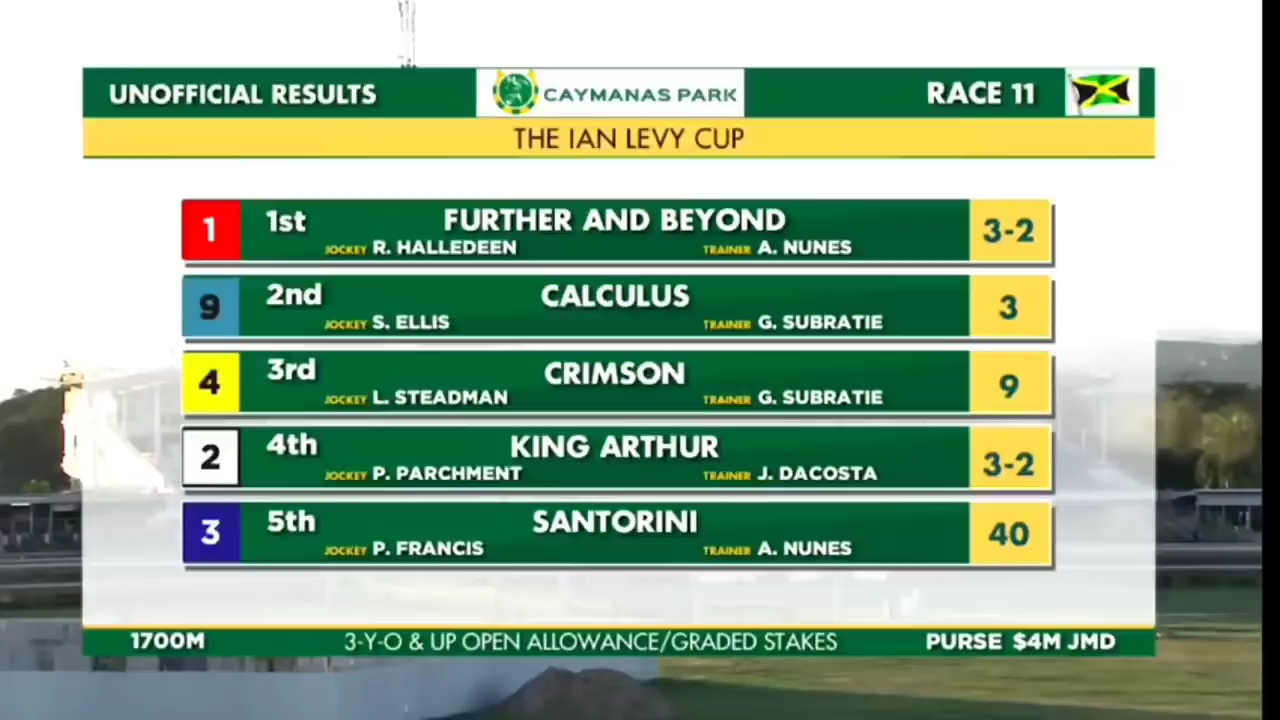 UNOFFICIAL RESULTS CAYMANAS PARK RACE 11
THE IAN LEVY CUP
1 1st FURTHER AND BEYOND 3-2
JOCKEY R. HALLEDEEN TRAINER A. NUNES
9 2nd CALCULUS 3
JOCKEY S. ELLIS TRAINER G. SUBRATIE
4 3rd CRIMSON 9
JOCKEY L. STEADMAN TRAINER G. SUBRATIE
2 4th KING ARTHUR 3-2
JOCKEY P. PARCHMENT TRAINER J. DACOSTA
3 5th SANTORINI 40
JOCKEY P. FRANCIS TRAINER A. NUNES
1700M 3-Y-O & UP OPEN ALLOWANCE/GRADED STAKES PURSE $4M JMD